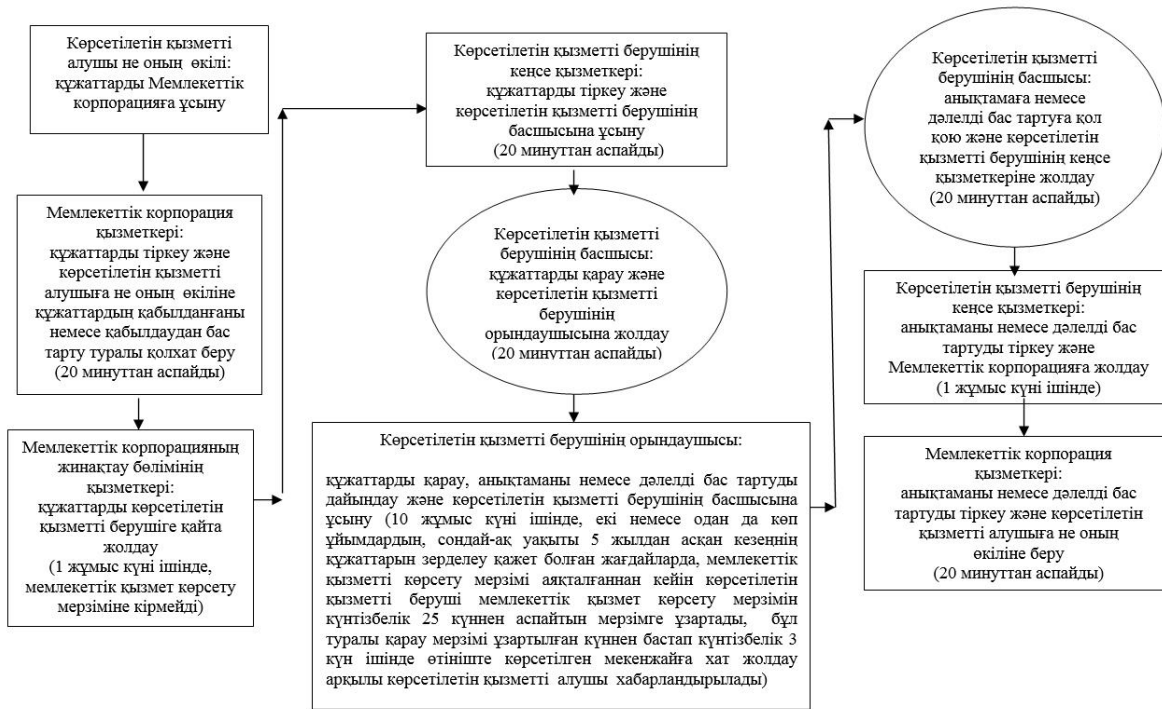 Көрсетілетін қызметті
алушы не оның өкілі:
құжаттарды Мемлекеттік
корпорацияға ұсыну
Мемлекеттік корпорация
қызметкері:
құжаттарды тіркеу және
көрсетілетін қызметті
алушыға не оның өкіліне
құжаттардың қабылданғаны
немесе қабылдаудан бас
тарту туралы қолхат беру
(20 минуттан аспайды)
Мемлекеттік корпорацияның
жинақтау бөлімінің
қызметкері:
құжаттарды көрсетілетін
қызметті берушіге қайта
жолдау
(1 жұмыс күні ішінде,
мемлекеттік қызмет көрсету
мерзіміне кірмейді)
Көрсетілетін қызметті берушінің
кеңсе қызметкері:
құжаттарды тіркеу және
көрсетілетін қызметті берушінің
басшысына ұсыну
(20 минуттан аспайды)
Көрсетілетін қызметті
берушінің басшысы:
құжаттарды қарау және
көрсетілетін қызметті
берушінің
орындаушысына жолдау
(20 минуттан аспайды)
Көрсетілетін қызметті берушінің орындаушысы:
құжаттарды қарау, анықтаманы немесе дәлелді бас тартуды
дайындау және көрсетілетін қызметті берушінің басшысына
ұсыну (10 жұмыс күні ішінде, екі немесе одан да көп
ұйымдардың, сондай-ақ уақыты 5 жылдан асқан кезеңнің
құжаттарын зерделеу қажет болған жағдайларда, мемлекеттік
қызметті көрсету мерзімі аяқталғаннан кейін көрсетілетін
қызметті беруші мемлекеттік қызмет көрсету мерзімін
күнтізбелік 25 күннен аспайтын мерзімге ұзартады, бұл
туралы қарау мерзімі ұзартылған күннен бастап күнтізбелік 3
күн ішінде өтініште көрсетілген мекенжайға хат жолдау
арқылы көрсетілетін қызметті алушы хабарландырылады)
Көрсетілетін қызметті
берушінің басшысы:
анықтамаға немесе
дәлелді бас тартуға қол
қою және көрсетілетін
қызметті берушінің кеңсе
қызметкеріне жолдау
(20 минуттан аспайды)
Көрсетілетін қызметті берушінің
кеңсе қызметкері:
анықтаманы немесе дәлелді бас
тартуды тіркеу және
Мемлекеттік корпорацияға жолдау
(1 жұмыс күні ішінде)
Мемлекеттік корпорация
қызметкері:
анықтаманы немесе дәлелді бас
тартуды тіркеу және көрсетілетін
қызметті алушыға не оның
өкіліне беру
(20 минуттан аспайды)